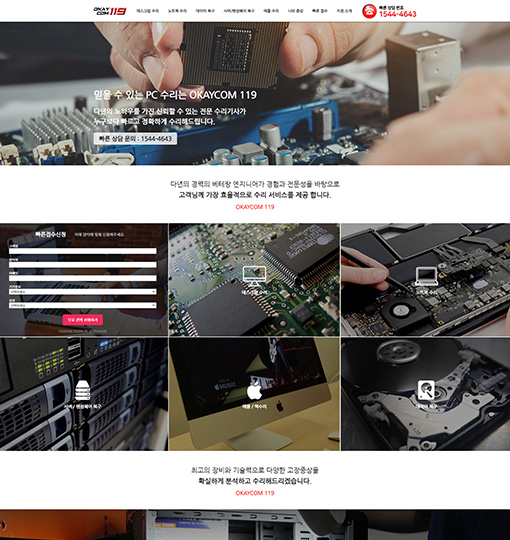 OKAY COM 119
데스크탑 수리 노트북 수리 데이터 복구 서버/랜섬웨어 복구 애플 수리 나의 증상 빠른 접수 지점 소개
빠른 상담 번호
1544-4643
믿을 수 있는 PC 수리는 OKAYCOM 119
다년의 노하우를 가진 신뢰할 수 있는 전문 수리기사가
누구보다 빠르고 정확하게 수리해드립니다.
빠른 상담 문의 : 1544-4643
다년의 경력의 베테랑 엔지니어가 경험과 전문성을 바탕으로
고객님께 가장 효율적으로 수리 서비스를 제공 합니다.
OKAYCOM 119
빠른접수신청
데스크탑 수리
노트북 수리
서버/랜섬웨어 복구
애플 / 맥수리
데이터 복구
최고의 장비와 기술력으로 다양한 고장증상을
확실하게 분석하고 수리해드리겠습니다.
OKAYCOM 119